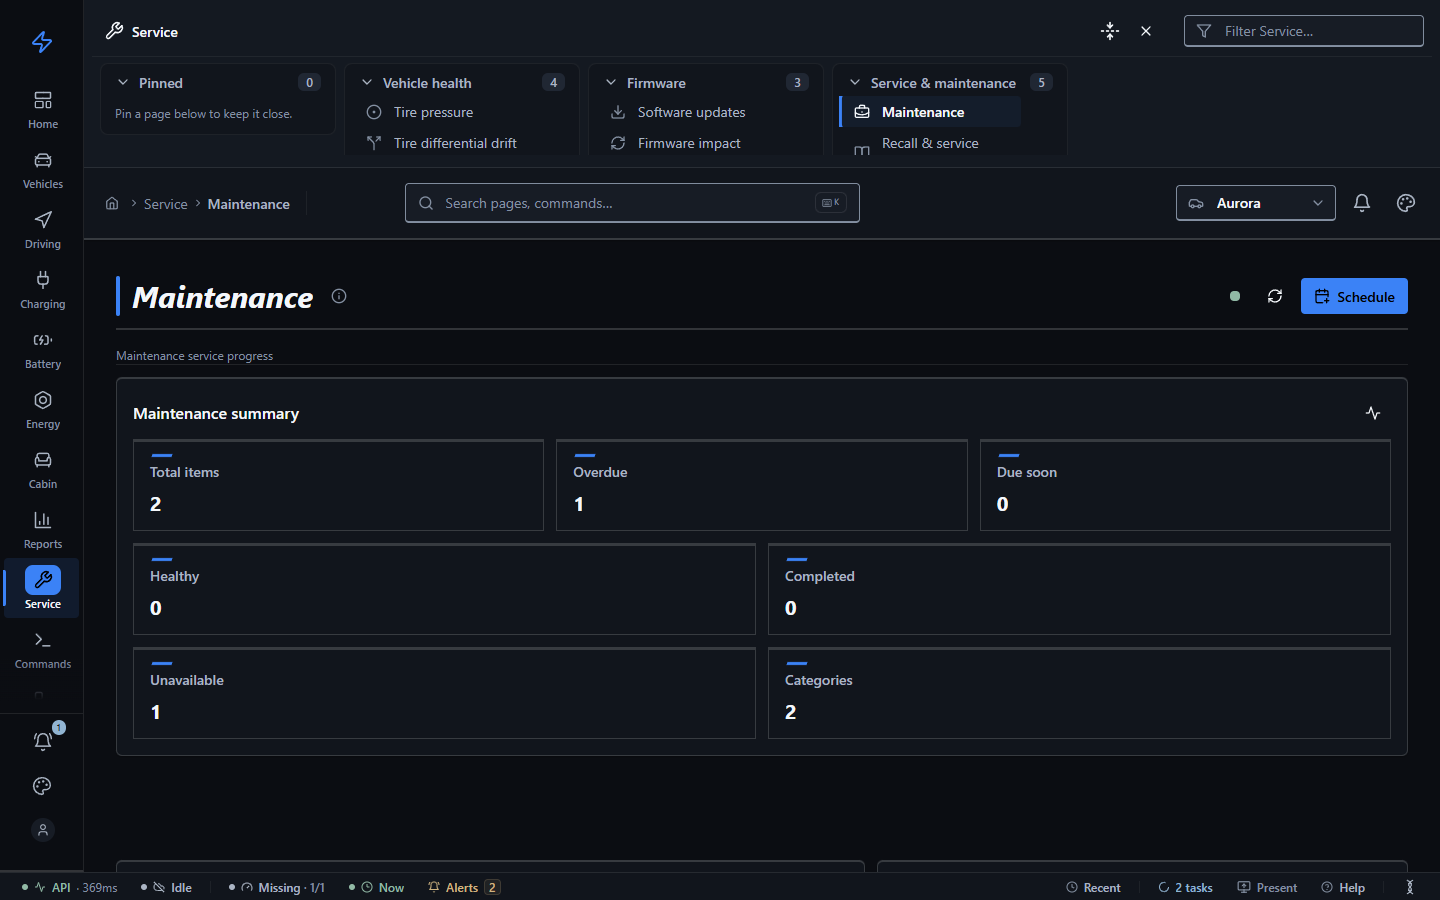 Home
Vehicles
Driving
Charging
Battery
Energy
Cabin
Reports
Service
Commands
1
Service
Filter Service...
Pinned 0
Pin a page below to keep it close.
Vehicle health 4
Tire pressure
Tire differential drift
Firmware 3
Software updates
Firmware impact
Service & maintenance 5
Maintenance
Recall & service
Service > Maintenance
Search pages, commands...
K
Aurora
Maintenance
Schedule
Maintenance service progress
Maintenance summary
Total items
2
Overdue
1
Due soon
0
Healthy
0
Completed
0
Unavailable
1
Categories
2
API · 369ms
Idle
Missing · 1/1
Now
Alerts 2
Recent
2 tasks
Present
Help